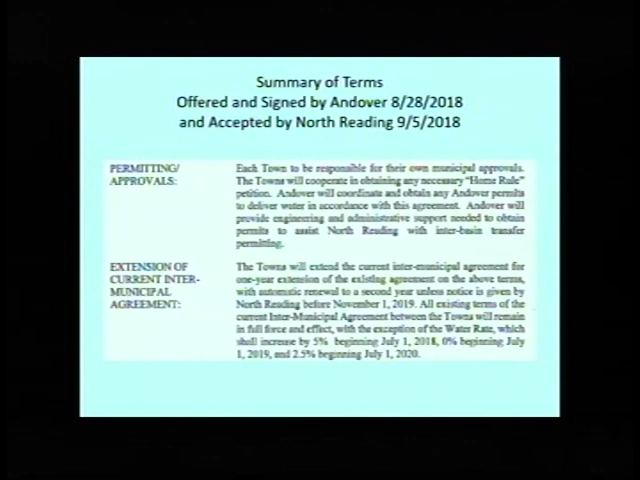 Summary of Terms
Offered and Signed by Andover 8/28/2018
and Accepted by North Reading 9/5/2018
PERMITTING/
APPROVALS:
Each Town to be responsible for their own municipal approvals.
The Towns will cooperate in obtaining any necessary "Home Rule"
petition. Andover will coordinate and obtain any Andover permits
to deliver water in accordance with this agreement. Andover will
provide engineering and administrative support needed to obtain
permits to assist North Reading with inter-basin transfer
permitting.
EXTENSION OF
CURRENT INTER-
MUNICIPAL
AGREEMENT:
The Towns will extend the current inter-municipal agreement for
one-year extension of the existing agreement on the above terms,
with automatic renewal to a second year unless notice is given by
North Reading before November 1, 2019. All existing terms of the
current Inter-Municipal Agreement between the Towns will remain
in full force and effect, with the exception of the Water Rate, which
shall increase by 5% beginning July 1, 2018, 0% beginning July
1, 2019, and 2.5% beginning July 1, 2020.